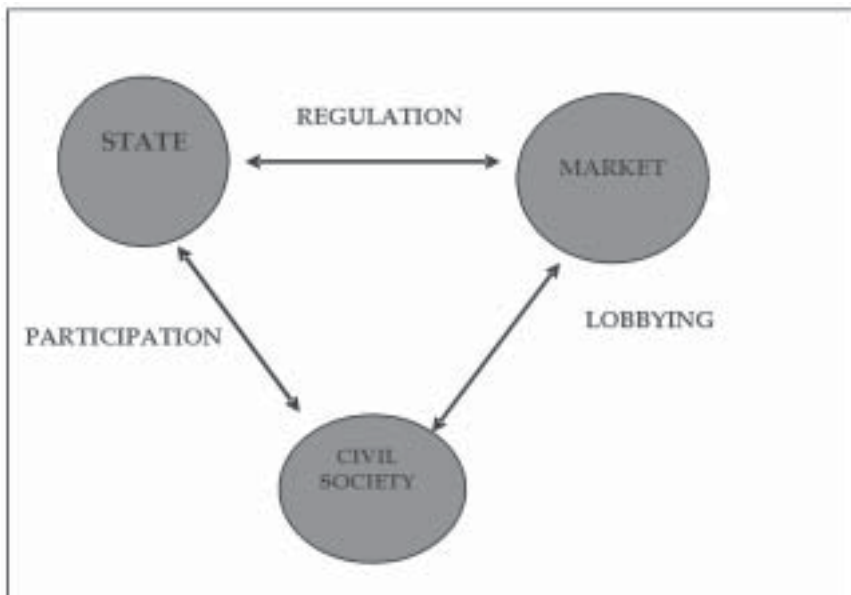 REGULATION
STATE
MARKET
LOBBYING
PARTICIPATION
CIVIL
SOCIETY